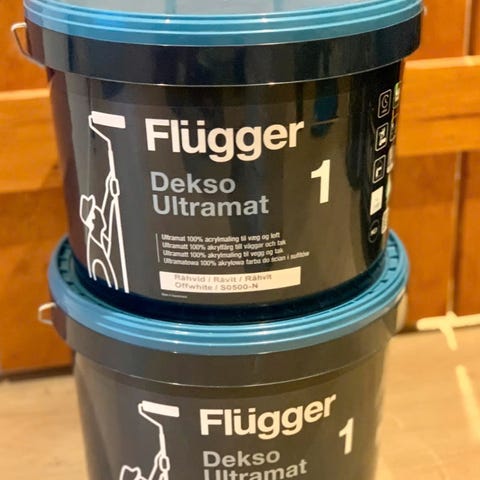 Flügger
Dekso
Ultramat
1
Ultramat 100% acrylmaling til væg og loft
Ultramatt 100% akrylfärg till väggar och tak
Ultramatt 100% akrylmaling til vegg og tak
Ultramatowa 100% akrylowa farba do ścian i sufitów
Råhvid / Råvit / Råhvit
Offwhite / S0500-N
Flügger
Dekso
Ultramat
1